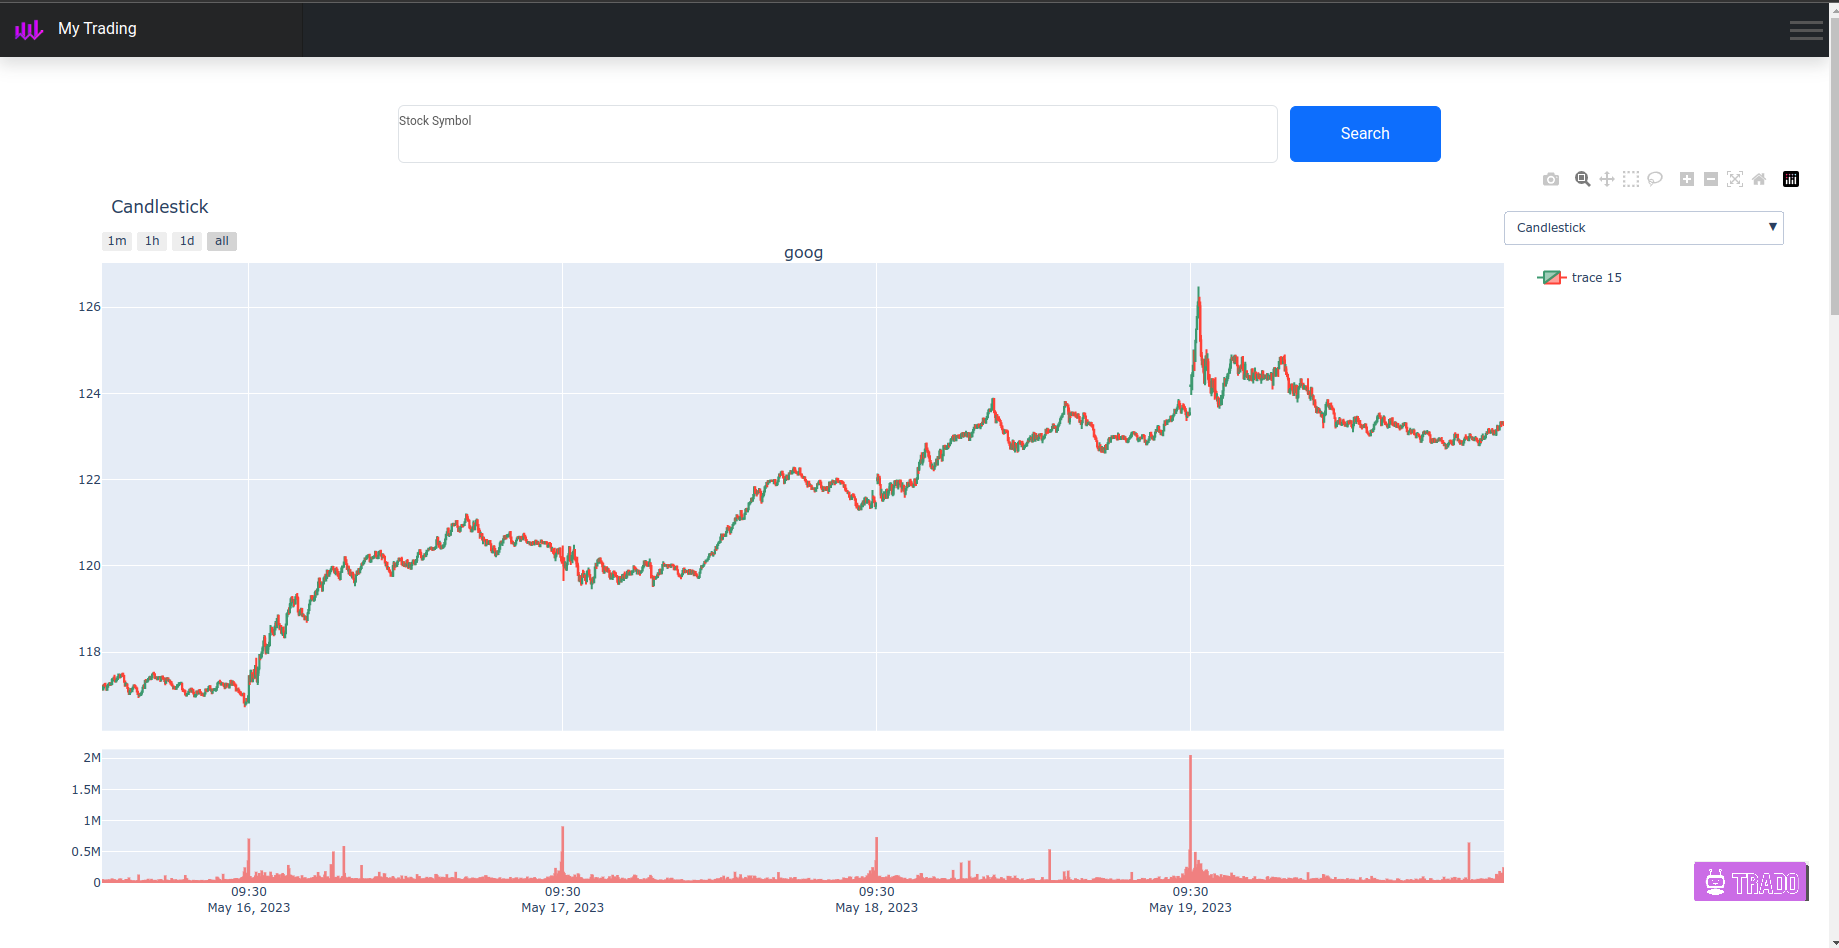 My Trading
Stock Symbol
Search
Candlestick
1m 1h 1d all
Candlestick ▼
goog
trace 15
126
124
122
120
118
2M
1.5M
1M
0.5M
0
09:30 09:30 09:30 09:30
May 16, 2023 May 17, 2023 May 18, 2023 May 19, 2023
TRADO